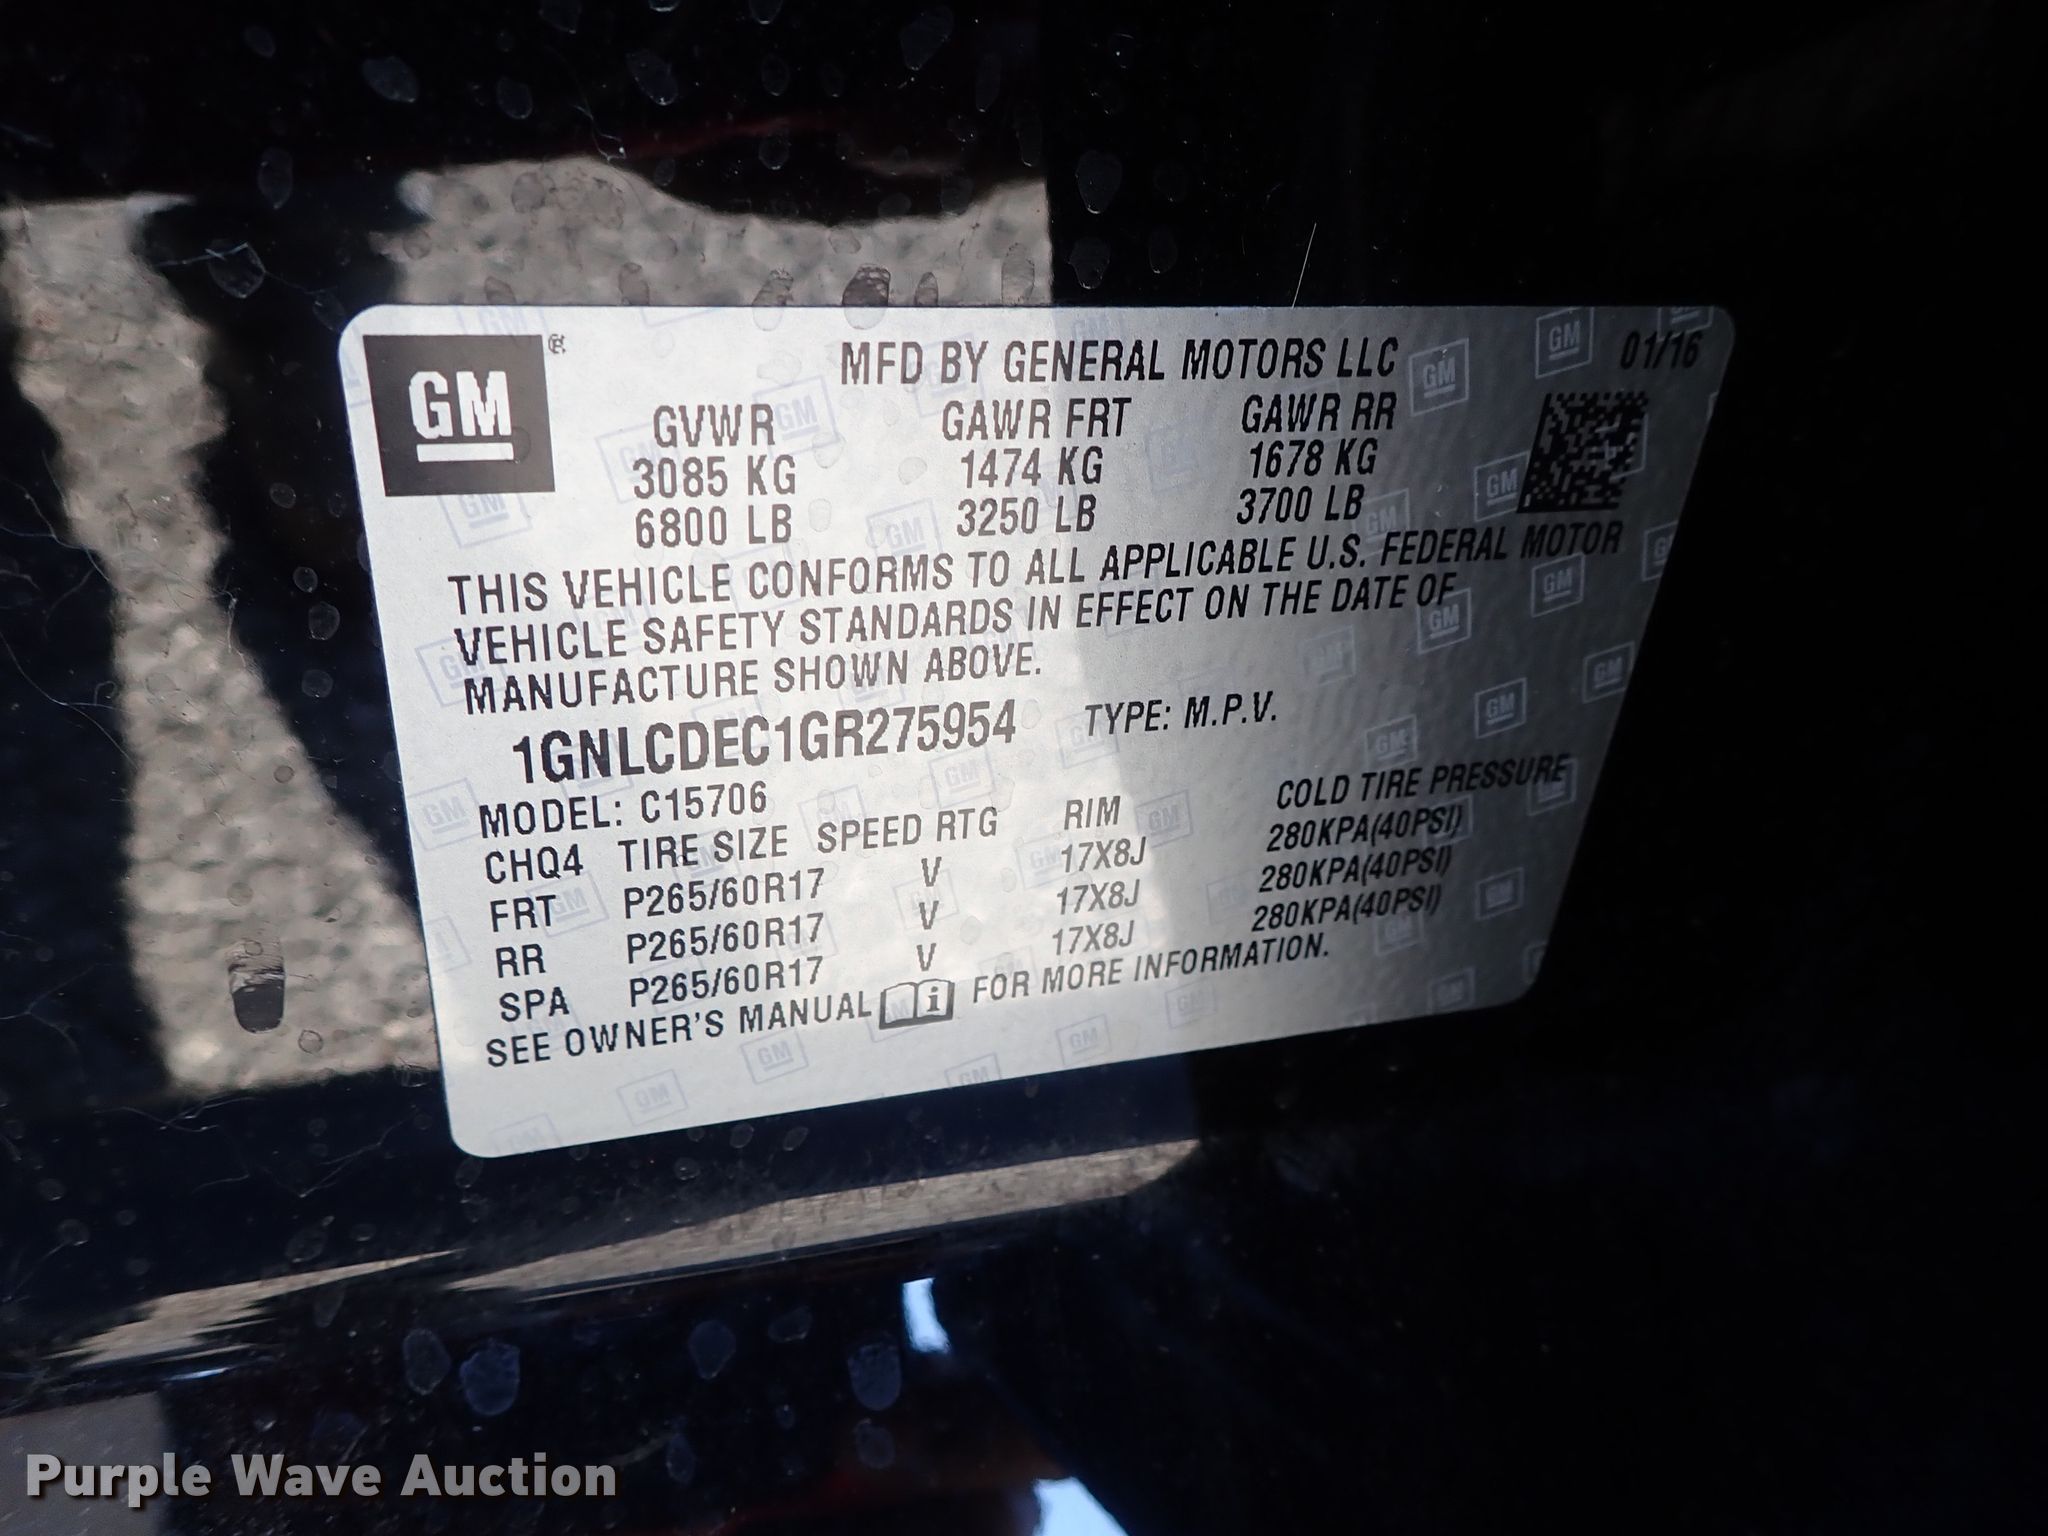 GM
MFD BY GENERAL MOTORS LLC 01/16
GVWR GAWR FRT GAWR RR
3085 KG 1474 KG 1678 KG
6800 LB 3250 LB 3700 LB
THIS VEHICLE CONFORMS TO ALL APPLICABLE U.S. FEDERAL MOTOR
VEHICLE SAFETY STANDARDS IN EFFECT ON THE DATE OF
MANUFACTURE SHOWN ABOVE.
1GNLCDEC1GR275954 TYPE: M.P.V.
MODEL: C15706
CHQ4 TIRE SIZE SPEED RTG RIM COLD TIRE PRESSURE
FRT P265/60R17 V 17X8J 280KPA(40PSI)
RR P265/60R17 V 17X8J 280KPA(40PSI)
SPA P265/60R17 V 17X8J 280KPA(40PSI)
SEE OWNER'S MANUAL i FOR MORE INFORMATION.
Purple Wave Auction